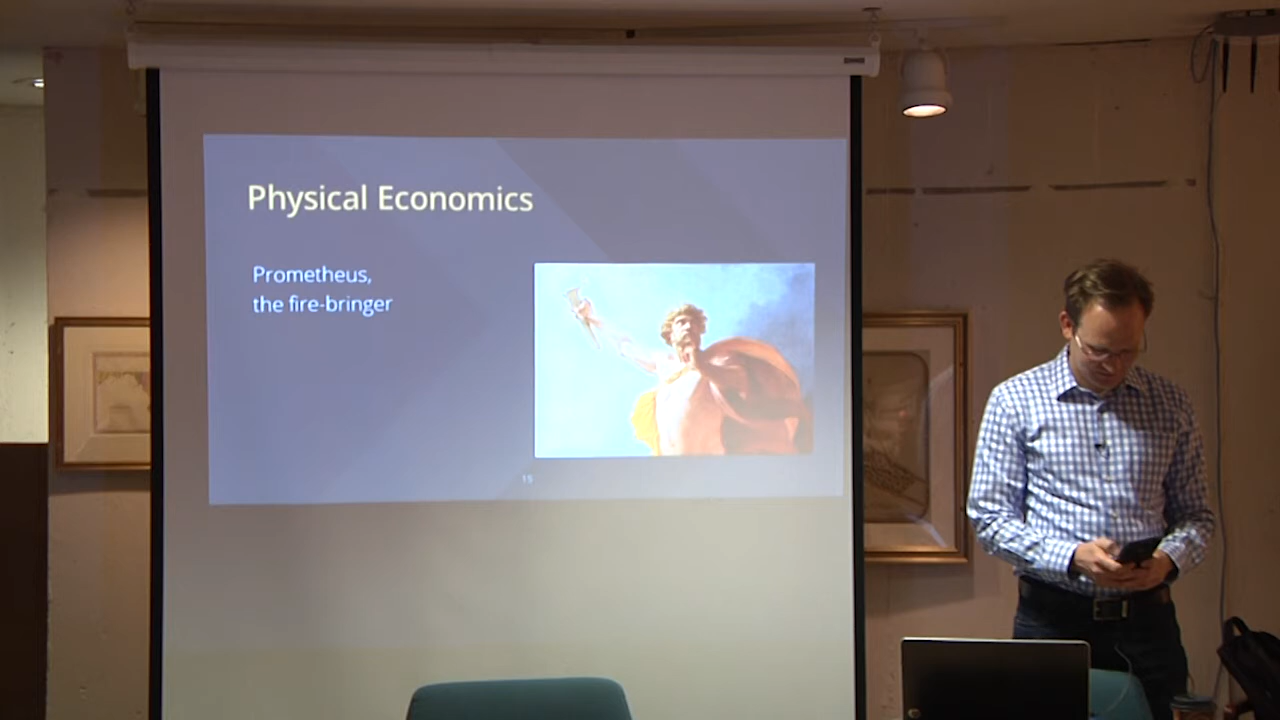 Physical Economics
Prometheus,
the fire-bringer
15